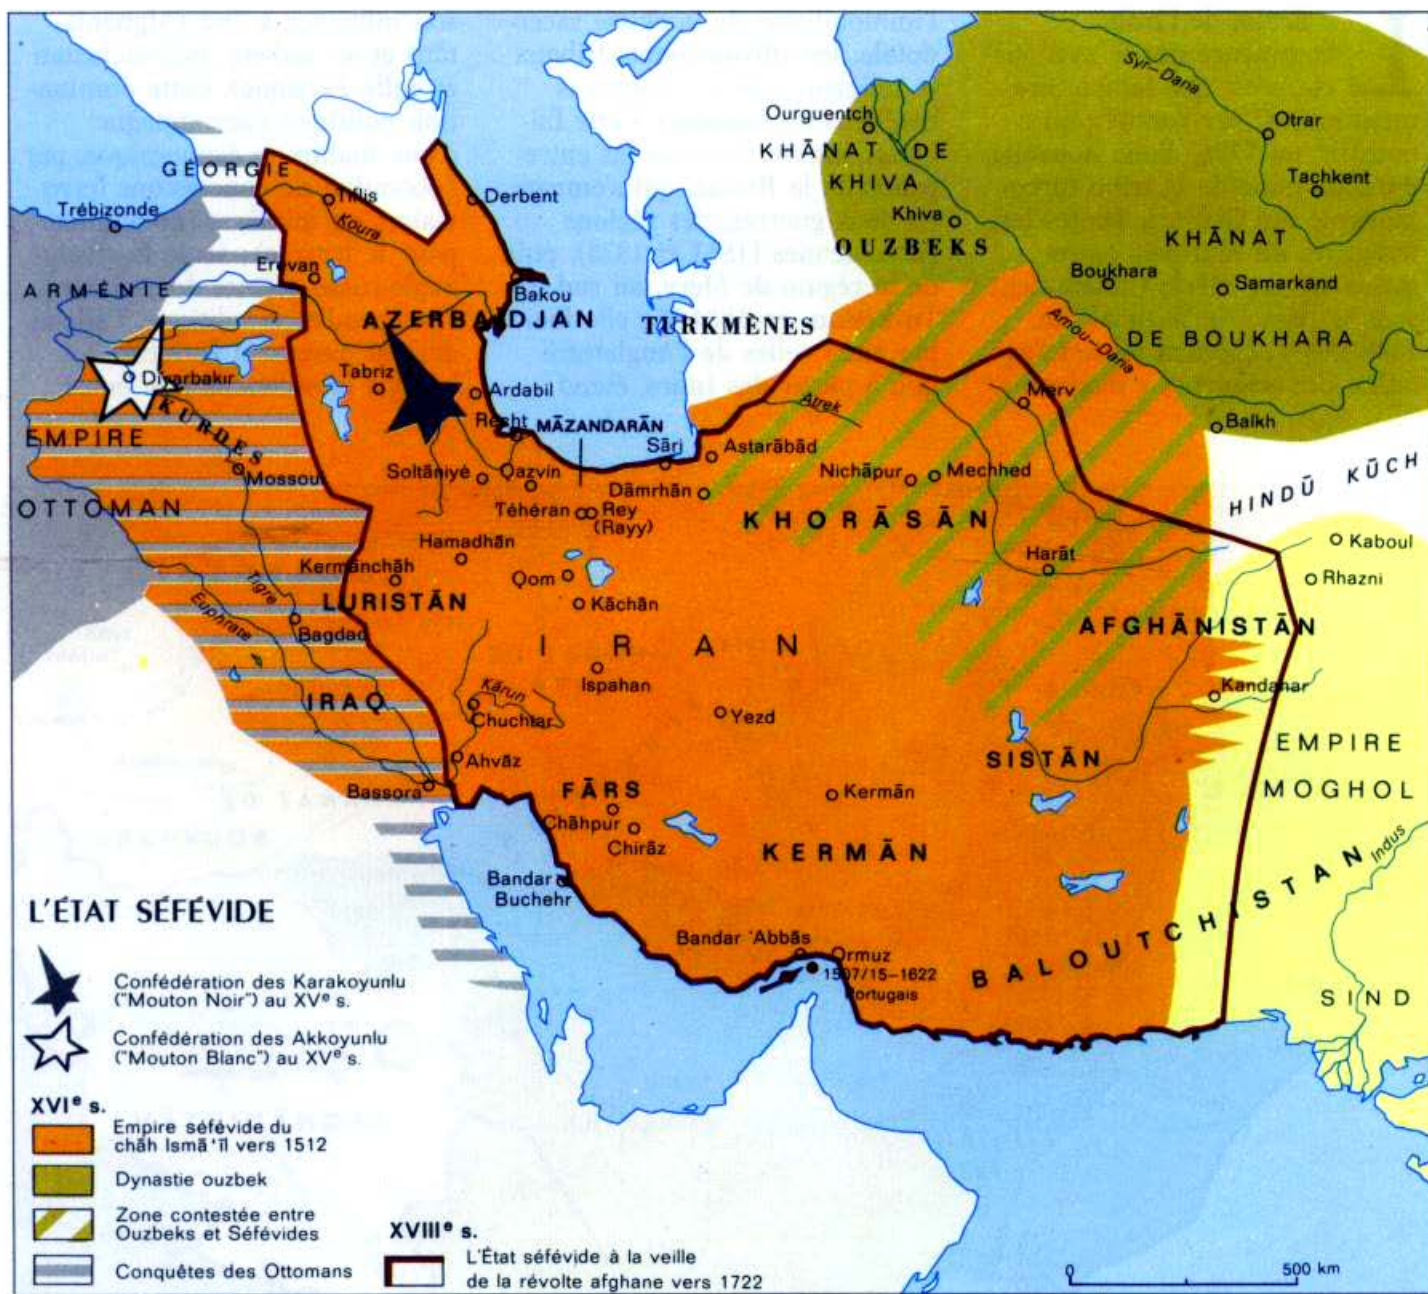 Syr-Daria
Ourguentch
Otrar
KHĀNAT DE
KHIVA
GEORGIE
Tachkent
Tiflis
Derbent
Trébizonde
Koura
Khiva
KHĀNAT
OUZBEKS
Erevan
Boukhara
Samarkand
ARMÉNIE
Bakou
AZERBAIDJAN
TURKMÈNES
DE BOUKHARA
Amou-Daria
Diyarbakir
Tabriz
Ardabil
Merv
Atrek
KURDES
Recht
MĀZANDARĀN
Balkh
EMPIRE
Sāri
Astarābād
Mossoul
Soltāniyé
Qazvin
Nichāpur
Mechhed
HINDŪ KŪCH
OTTOMAN
Dāmrhān
Téhéran
Rey
(Rayy)
KHORĀSĀN
Hamadhān
Kaboul
Kermānchāh
Qom
Harāt
Rhazni
Tigre
Euphrate
LURISTĀN
Kāchān
Bagdad
AFGHĀNISTĀN
IRAN
Ispahan
IRAQ
Kārun
Kandahar
Chuchtar
Yezd
EMPIRE
Ahvāz
SISTĀN
MOGHOL
Bassora
FĀRS
Kermān
Chāhpur
Chirāz
KERMĀN
Indus
Bandar
Buchehr
BALOUTCHISTAN
Bandar 'Abbās
Ormuz
1507/15-1622
Portugais
SIND
L'ÉTAT SÉFÉVIDE
Confédération des Karakoyunlu
("Mouton Noir") au XVe s.
Confédération des Akkoyunlu
("Mouton Blanc") au XVe s.
XVIe s.
Empire séfévide du
chāh Ismā'īl vers 1512
Dynastie ouzbek
Zone contestée entre
Ouzbeks et Séfévides
Conquêtes des Ottomans
XVIIIe s.
L'État séfévide à la veille
de la révolte afghane vers 1722
0 500 km